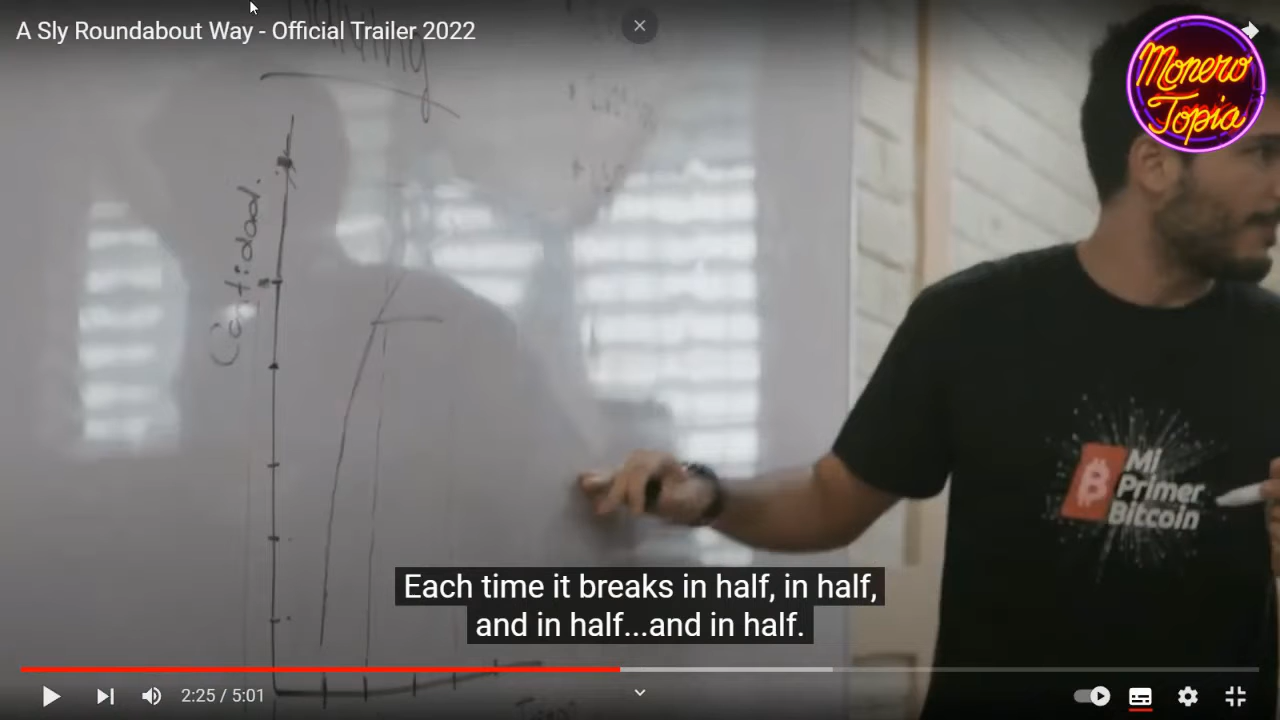 A Sly Roundabout Way - Official Trailer 2022
Monero
Topia
Cantidad.
Mi
Primer
Bitcoin
Each time it breaks in half, in half,
and in half...and in half.
2:25 / 5:01